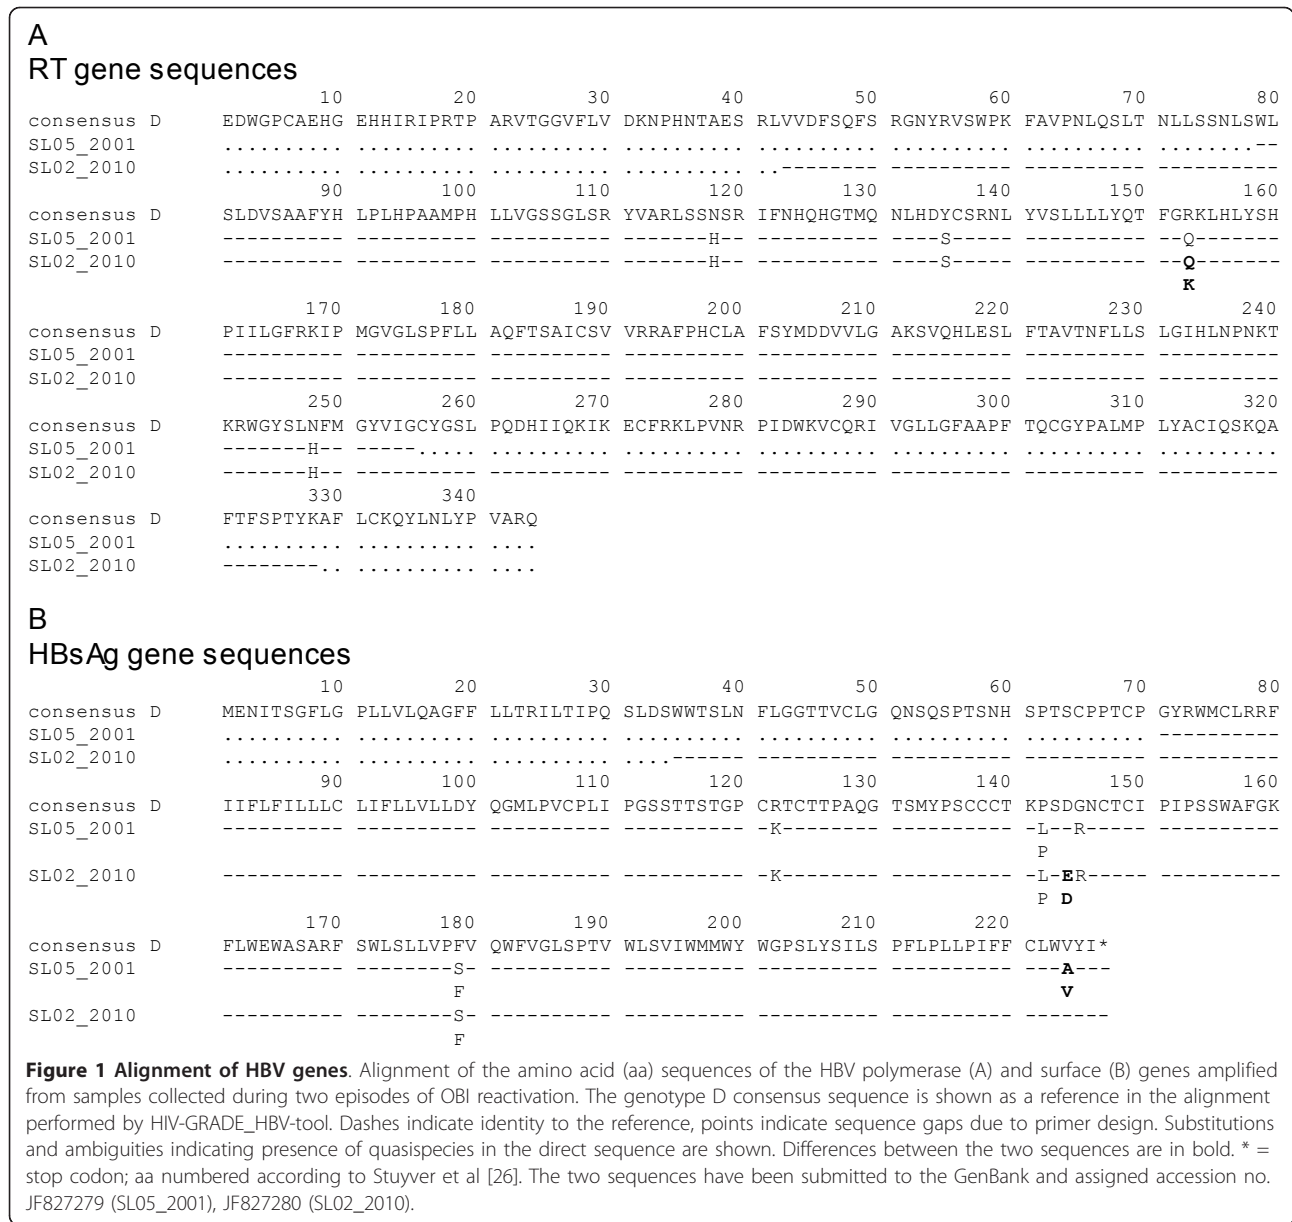 A
RT gene sequences
10 20 30 40 50 60 70 80
consensus D EDWGPCAEHG EHHIRIPRTP ARVTGGVFLV DKNPHNTAES RLVVDFSQFS RGNYRVSWPK FAVPNLQSLT NLLSSNLSWL
SL05_2001 .......... .......... .......... .......... .......... .......... .......... ........--
SL02_2010 .......... .......... .......... .......... ..-------- ---------- ---------- ----------
90 100 110 120 130 140 150 160
consensus D SLDVSAAFYH LPLHPAAMPH LLVGSSGLSR YVARLSSNSR IFNHQHGTMQ NLHDYCSRNL YVSLLLLYQT FGRKLHLYSH
SL05_2001 ---------- ---------- ---------- -------H-- ---------- -----S---- ---------- --Q-------
SL02_2010 ---------- ---------- ---------- -------H-- ---------- -----S---- ---------- --Q-------
K
170 180 190 200 210 220 230 240
consensus D PIILGFRKIP MGVGLSPFLL AQFTSAICSV VRRAFPHCLA FSYMDDVVLG AKSVQHLESL FTAVTNFLLS LGIHLNPNKT
SL05_2001 ---------- ---------- ---------- ---------- ---------- ---------- ---------- ----------
SL02_2010 ---------- ---------- ---------- ---------- ---------- ---------- ---------- ----------
250 260 270 280 290 300 310 320
consensus D KRWGYSLNFM GYVIGCYGSL PQDHIIQKIK ECFRKLPVNR PIDWKVCQRI VGLLGFAAPF TQCGYPALMP LYACIQSKQA
SL05_2001 -------H-- -----..... .......... .......... .......... .......... .......... ..........
SL02_2010 -------H-- ---------- ---------- ---------- ---------- ---------- ---------- ----------
330 340
consensus D FTFSPTYKAF LCKQYLNLYP VARQ
SL05_2001 .......... .......... ....
SL02_2010 --------.. .......... ....
B
HBsAg gene sequences
10 20 30 40 50 60 70 80
consensus D MENITSGFLG PLLVLQAGFF LLTRILTIPQ SLDSWWTSLN FLGGTTVCLG QNSQSPTSNH SPTSCPPTCP GYRWMCLRRF
SL05_2001 .......... .......... .......... .......... .......... .......... .......... ----------
SL02_2010 .......... .......... .......... ....------ ---------- ---------- ---------- ----------
90 100 110 120 130 140 150 160
consensus D IIFLFILLLC LIFLLVLLDY QGMLPVCPLI PGSSTTSTGP CRTCTTPAQG TSMYPSCCCT KPSDGNCTCI PIPSSWAFGK
SL05_2001 ---------- ---------- ---------- ---------- -K-------- ---------- -L--R----- ----------
P
SL02_2010 ---------- ---------- ---------- ---------- -K-------- ---------- -L-ER----- ----------
P D
170 180 190 200 210 220
consensus D FLWEWASARF SWLSLLVPFV QWFVGLSPTV WLSVIWMMWY WGPSLYSILS PFLPLLPIFF CLWVYI*
SL05_2001 ---------- --------S- ---------- ---------- ---------- ---------- ---A---
F V
SL02_2010 ---------- --------S- ---------- ---------- ---------- ---------- -------
F
Figure 1 Alignment of HBV genes. Alignment of the amino acid (aa) sequences of the HBV polymerase (A) and surface (B) genes amplified
from samples collected during two episodes of OBI reactivation. The genotype D consensus sequence is shown as a reference in the alignment
performed by HIV-GRADE_HBV-tool. Dashes indicate identity to the reference, points indicate sequence gaps due to primer design. Substitutions
and ambiguities indicating presence of quasispecies in the direct sequence are shown. Differences between the two sequences are in bold. * =
stop codon; aa numbered according to Stuyver et al [26]. The two sequences have been submitted to the GenBank and assigned accession no.
JF827279 (SL05_2001), JF827280 (SL02_2010).